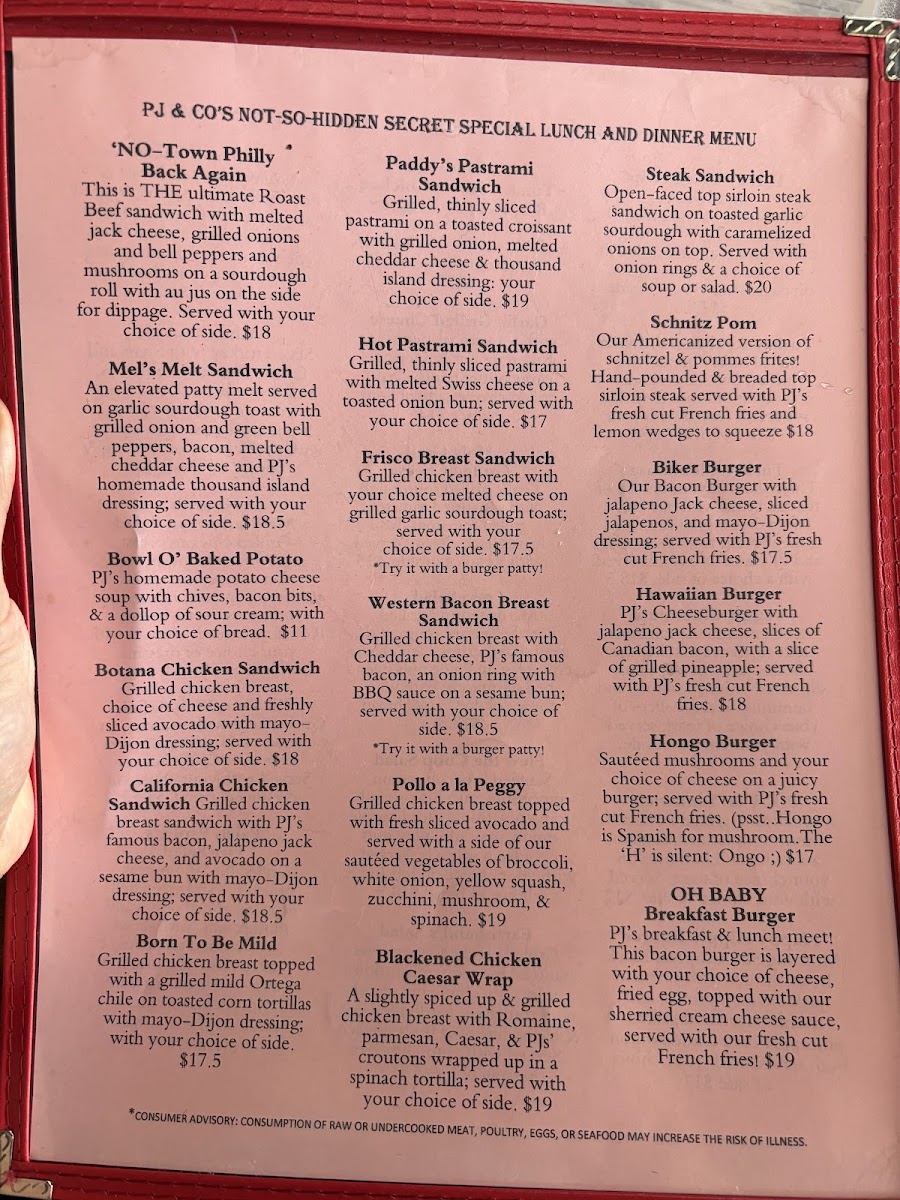 PJ & CO'S NOT-SO-HIDDEN SECRET SPECIAL LUNCH AND DINNER MENU
'NO-Town Philly *
Back Again
This is THE ultimate Roast
Beef sandwich with melted
jack cheese, grilled onions
and bell peppers and
mushrooms on a sourdough
roll with au jus on the side
for dippage. Served with your
choice of side. $18
Mel's Melt Sandwich
An elevated patty melt served
on garlic sourdough toast with
grilled onion and green bell
peppers, bacon, melted
cheddar cheese and PJ's
homemade thousand island
dressing; served with your
choice of side. $18.5
Bowl O' Baked Potato
PJ's homemade potato cheese
soup with chives, bacon bits,
& a dollop of sour cream; with
your choice of bread. $11
Botana Chicken Sandwich
Grilled chicken breast,
choice of cheese and freshly
sliced avocado with mayo-
Dijon dressing; served with
your choice of side. $18
California Chicken
Sandwich Grilled chicken
breast sandwich with PJ's
famous bacon, jalapeno jack
cheese, and avocado on a
sesame bun with mayo-Dijon
dressing; served with your
choice of side. $18.5
Born To Be Mild
Grilled chicken breast topped
with a grilled mild Ortega
chile on toasted corn tortillas
with mayo-Dijon dressing;
with your choice of side.
$17.5
Paddy's Pastrami
Sandwich
Grilled, thinly sliced
pastrami on a toasted croissant
with grilled onion, melted
cheddar cheese & thousand
island dressing: your
choice of side. $19
Hot Pastrami Sandwich
Grilled, thinly sliced pastrami
with melted Swiss cheese on a
toasted onion bun; served with
your choice of side. $17
Frisco Breast Sandwich
Grilled chicken breast with
your choice melted cheese on
grilled garlic sourdough toast;
served with your
choice of side. $17.5
*Try it with a burger patty!
Western Bacon Breast
Sandwich
Grilled chicken breast with
Cheddar cheese, PJ's famous
bacon, an onion ring with
BBQ sauce on a sesame bun;
served with your choice of
side. $18.5
*Try it with a burger patty!
Pollo a la Peggy
Grilled chicken breast topped
with fresh sliced avocado and
served with a side of our
sautéed vegetables of broccoli,
white onion, yellow squash,
zucchini, mushroom, &
spinach. $19
Blackened Chicken
Caesar Wrap
A slightly spiced up & grilled
chicken breast with Romaine,
parmesan, Caesar, & PJs'
croutons wrapped up in a
spinach tortilla; served with
your choice of side. $19
Steak Sandwich
Open-faced top sirloin steak
sandwich on toasted garlic
sourdough with caramelized
onions on top. Served with
onion rings & a choice of
soup or salad. $20
Schnitz Pom
Our Americanized version of
schnitzel & pommes frites!
Hand-pounded & breaded top
sirloin steak served with PJ's
fresh cut French fries and
lemon wedges to squeeze $18
Biker Burger
Our Bacon Burger with
jalapeno Jack cheese, sliced
jalapenos, and mayo-Dijon
dressing; served with PJ's fresh
cut French fries. $17.5
Hawaiian Burger
PJ's Cheeseburger with
jalapeno jack cheese, slices of
Canadian bacon, with a slice
of grilled pineapple; served
with PJ's fresh cut French
fries. $18
Hongo Burger
Sautéed mushrooms and your
choice of cheese on a juicy
burger; served with PJ's fresh
cut French fries. (psst..Hongo
is Spanish for mushroom.The
'H' is silent: Ongo ;) $17
OH BABY
Breakfast Burger
PJ's breakfast & lunch meet!
This bacon burger is layered
with your choice of cheese,
fried egg, topped with our
sherried cream cheese sauce,
served with our fresh cut
French fries! $19
*CONSUMER ADVISORY: CONSUMPTION OF RAW OR UNDERCOOKED MEAT, POULTRY, EGGS, OR SEAFOOD MAY INCREASE THE RISK OF ILLNESS.